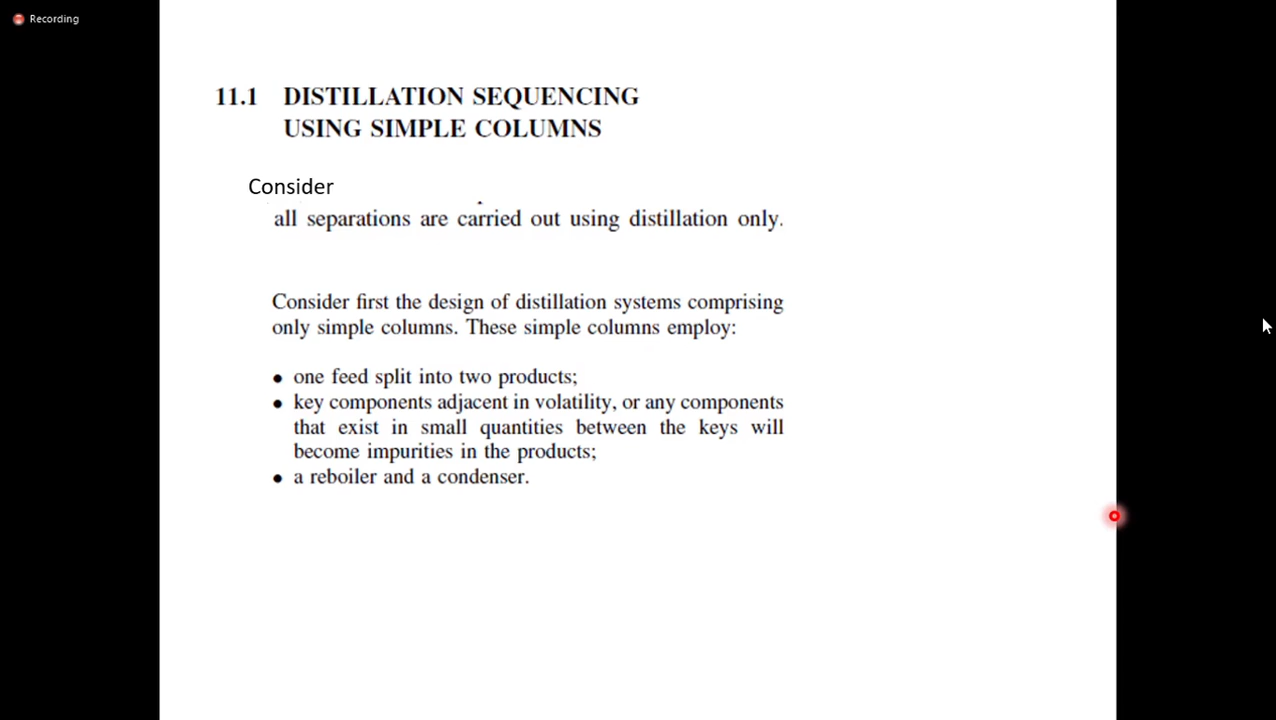 Recording
11.1 DISTILLATION SEQUENCING
USING SIMPLE COLUMNS
Consider
all separations are carried out using distillation only.
Consider first the design of distillation systems comprising
only simple columns. These simple columns employ:
• one feed split into two products;
• key components adjacent in volatility, or any components
that exist in small quantities between the keys will
become impurities in the products;
• a reboiler and a condenser.